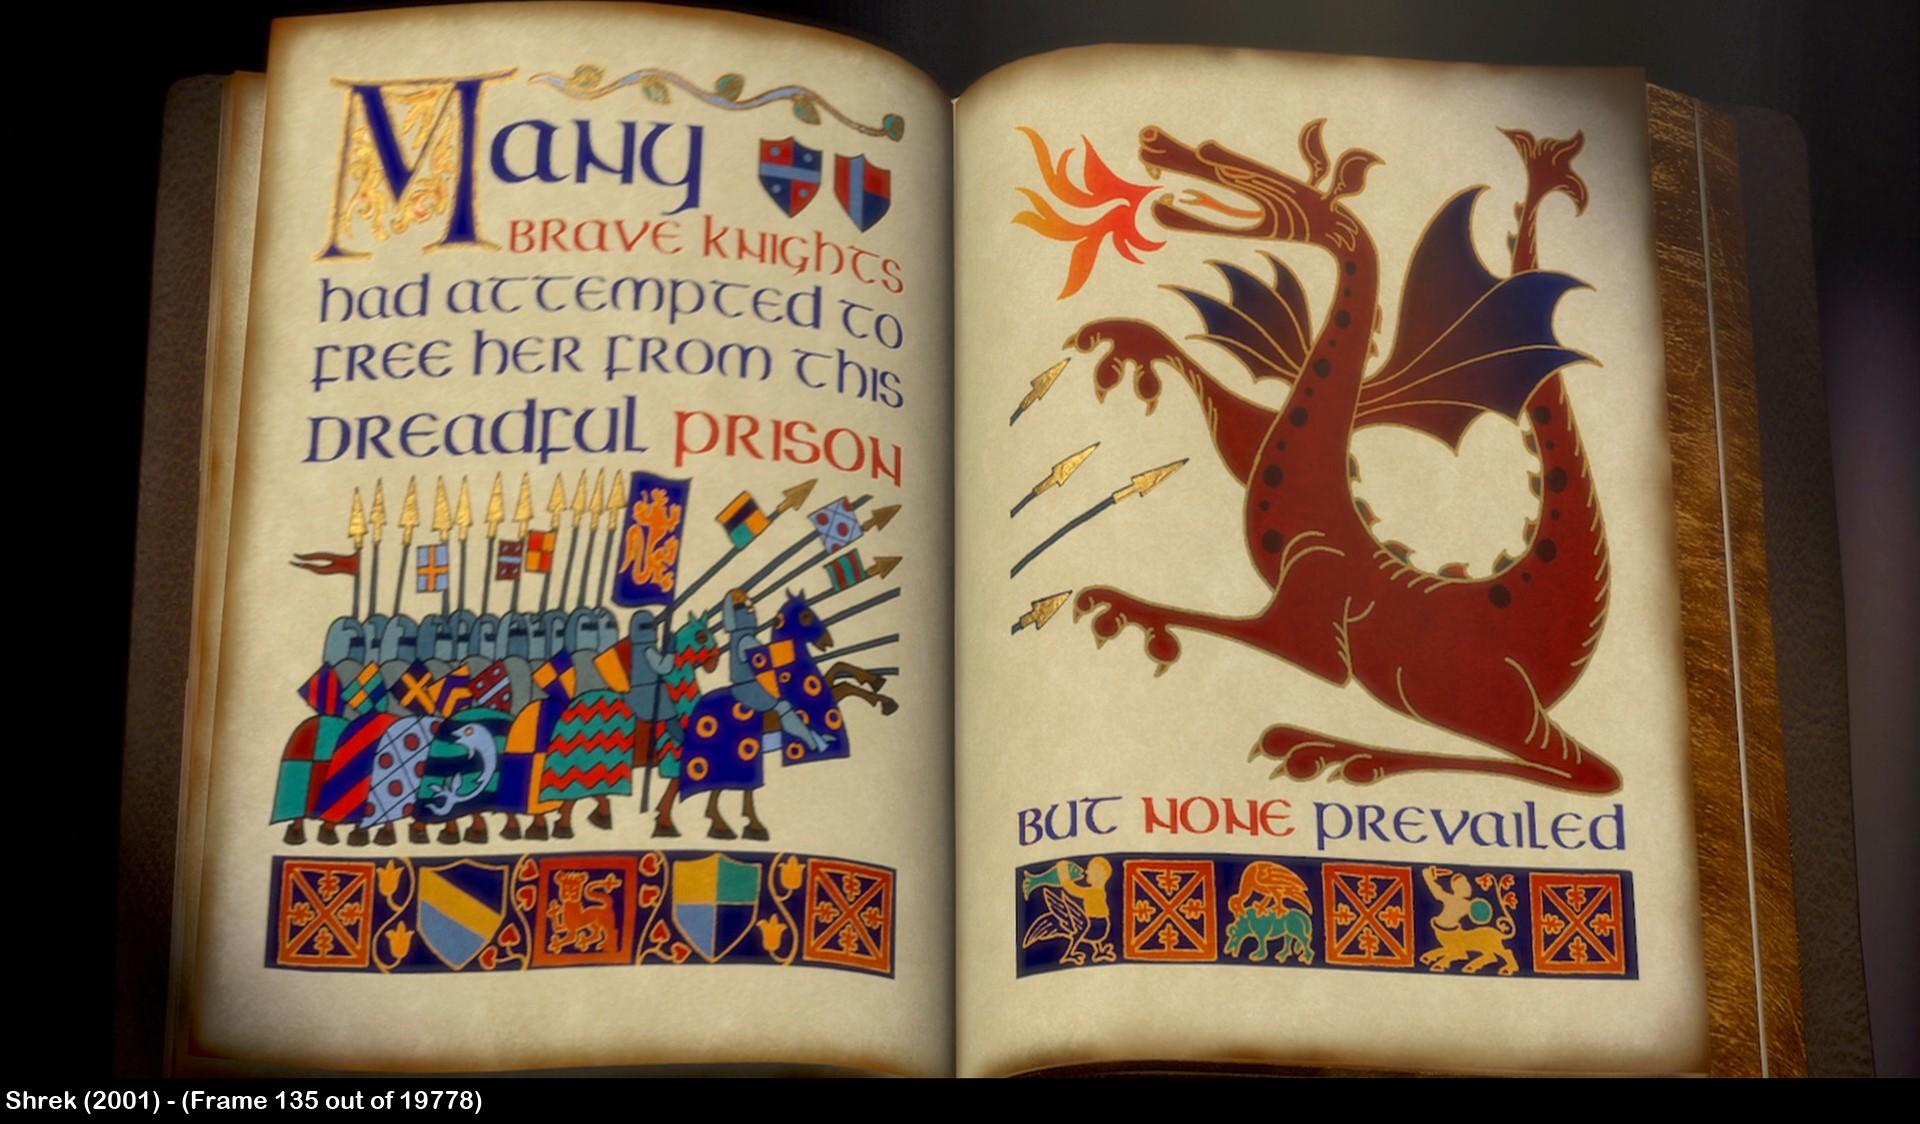 Many
BRAVE KNIGHTS
had attempted to
FREE HER FROM THIS
DREADFUL PRISON
BUT NONE PREVAILED
Shrek (2001) - (Frame 135 out of 19778)